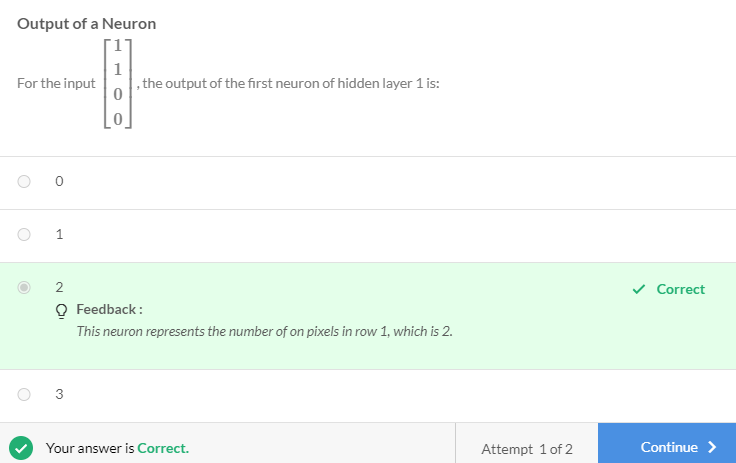 Output of a Neuron
1
1
For the input , the output of the first neuron of hidden layer 1 is:
0
0
0
1
2
Correct
Feedback :
This neuron represents the number of on pixels in row 1, which is 2.
3
Your answer is Correct.
Attempt 1 of 2
Continue